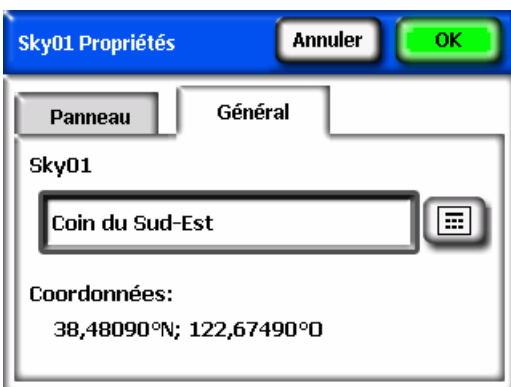 Sky01 Propriétés Annuler OK
Panneau Général
Sky01
Coin du Sud-Est
Coordonnées:
38,48090°N; 122,67490°O